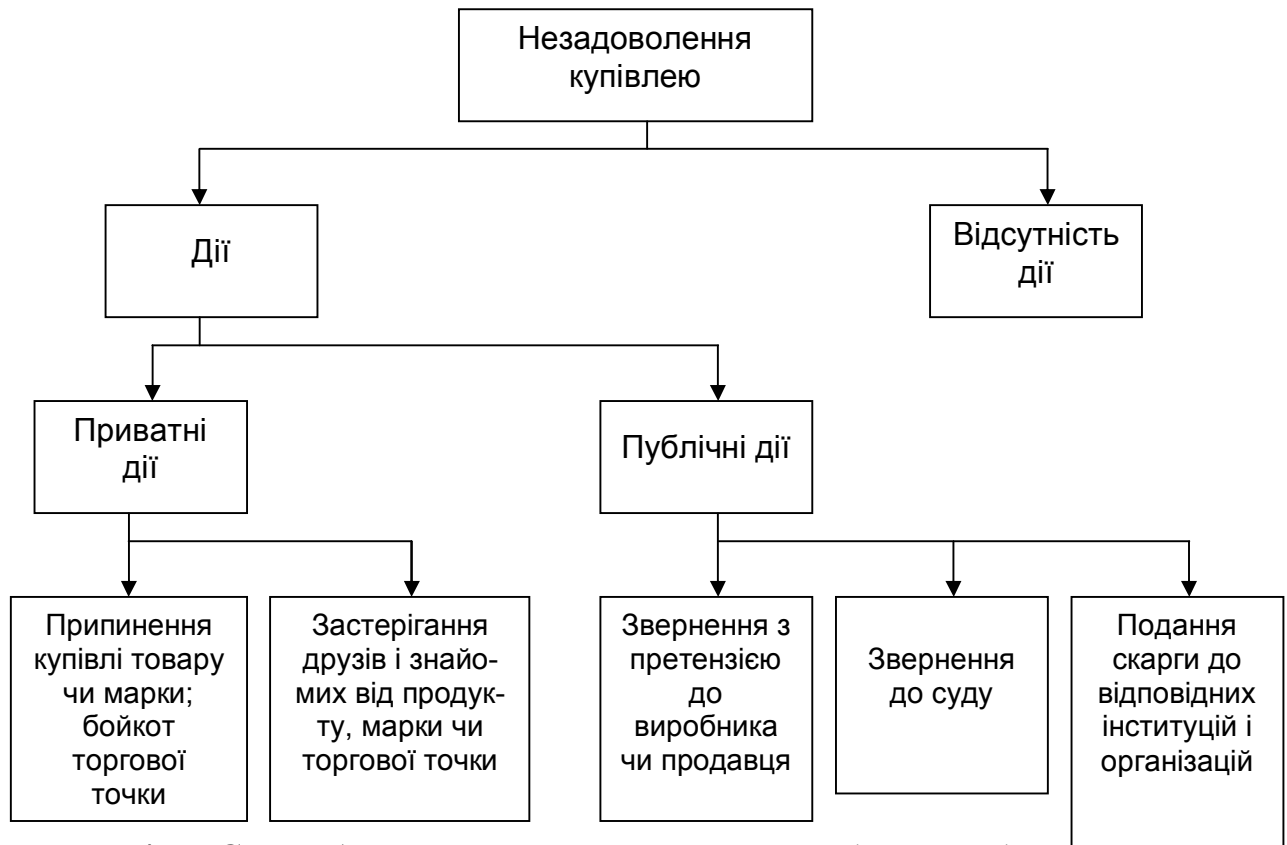 Незадоволення
купівлею
Дії
Відсутність
дії
Приватні
дії
Публічні дії
Припинення
купівлі товару
чи марки;
бойкот
торгової
точки
Застерігання
друзів і знайо-
мих від продук-
ту, марки чи
торгової точки
Звернення з
претензією
до
виробника
чи продавця
Звернення
до суду
Подання
скарги до
відповідних
інституцій і
організацій